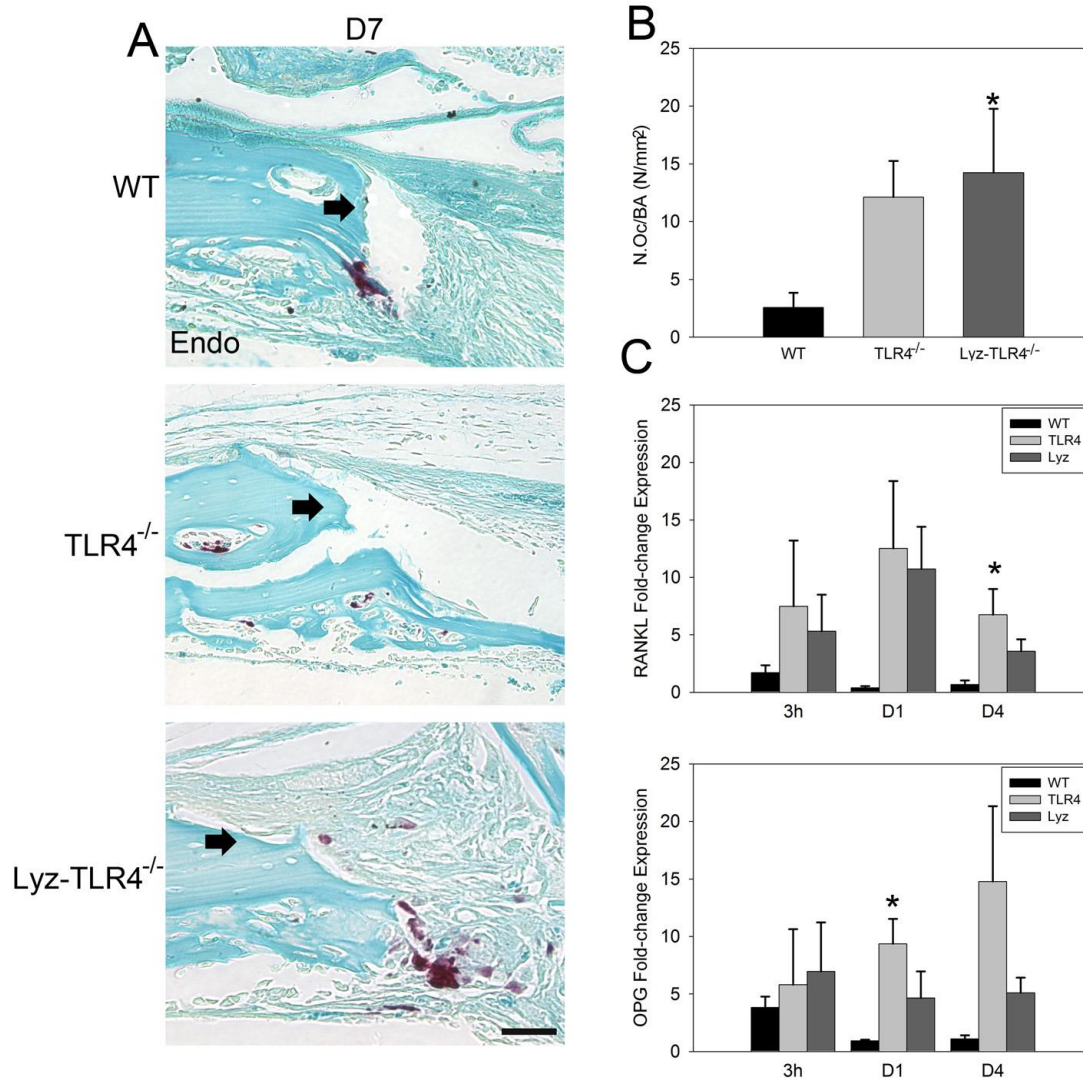 A
D7
WT
Endo
TLR4-/-
Lyz-TLR4-/-
B
N.Oc/BA (N/mm²)
25
20
15
10
5
0
*
WT
TLR4-/-
Lyz-TLR4-/-
C
RANKL Fold-change Expression
25
20
15
10
5
0
WT
TLR4
Lyz
*
3h
D1
D4
OPG Fold-change Expression
25
20
15
10
5
0
WT
TLR4
Lyz
*
3h
D1
D4